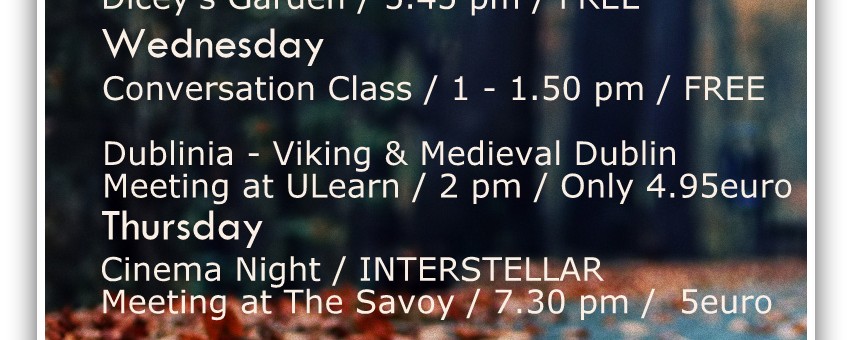 Dicey's Garden / 5.45 pm / FREE
Wednesday
Conversation Class / 1 - 1.50 pm / FREE
Dublinia - Viking & Medieval Dublin
Meeting at ULearn / 2 pm / Only 4.95euro
Thursday
Cinema Night / INTERSTELLAR
Meeting at The Savoy / 7.30 pm /  5euro